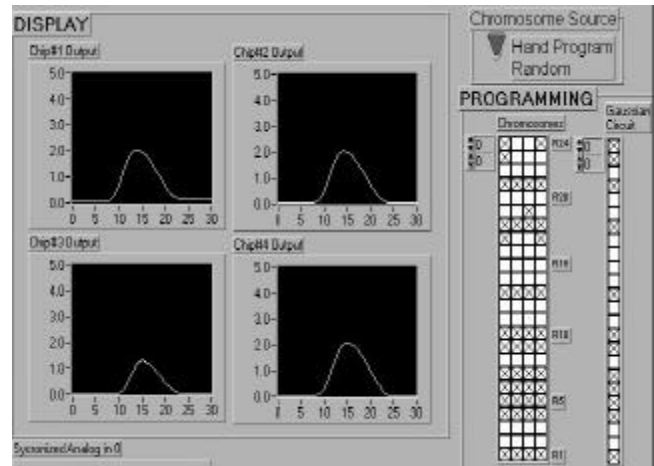 DISPLAY
Chip#1 Output
5.0
4.0
3.0
2.0
1.0
0.0
0 5 10 15 20 25 30
Chip#2 Output
5.0
4.0
3.0
2.0
1.0
0.0
5 10 15 20 25 30
Chip#3 Output
5.0
4.0
3.0
2.0
1.0
0.0
0 5 10 15 20 25 30
Chip#4 Output
5.0
4.0
3.0
2.0
1.0
0.0
5 10 15 20 25 30
Sycronized Analog in 0
Chromosome Source
Hand Program
Random
PROGRAMMING
Chromosomes
Gaussian
Circuit
0
0
R24
0
0
R20
R5
R1